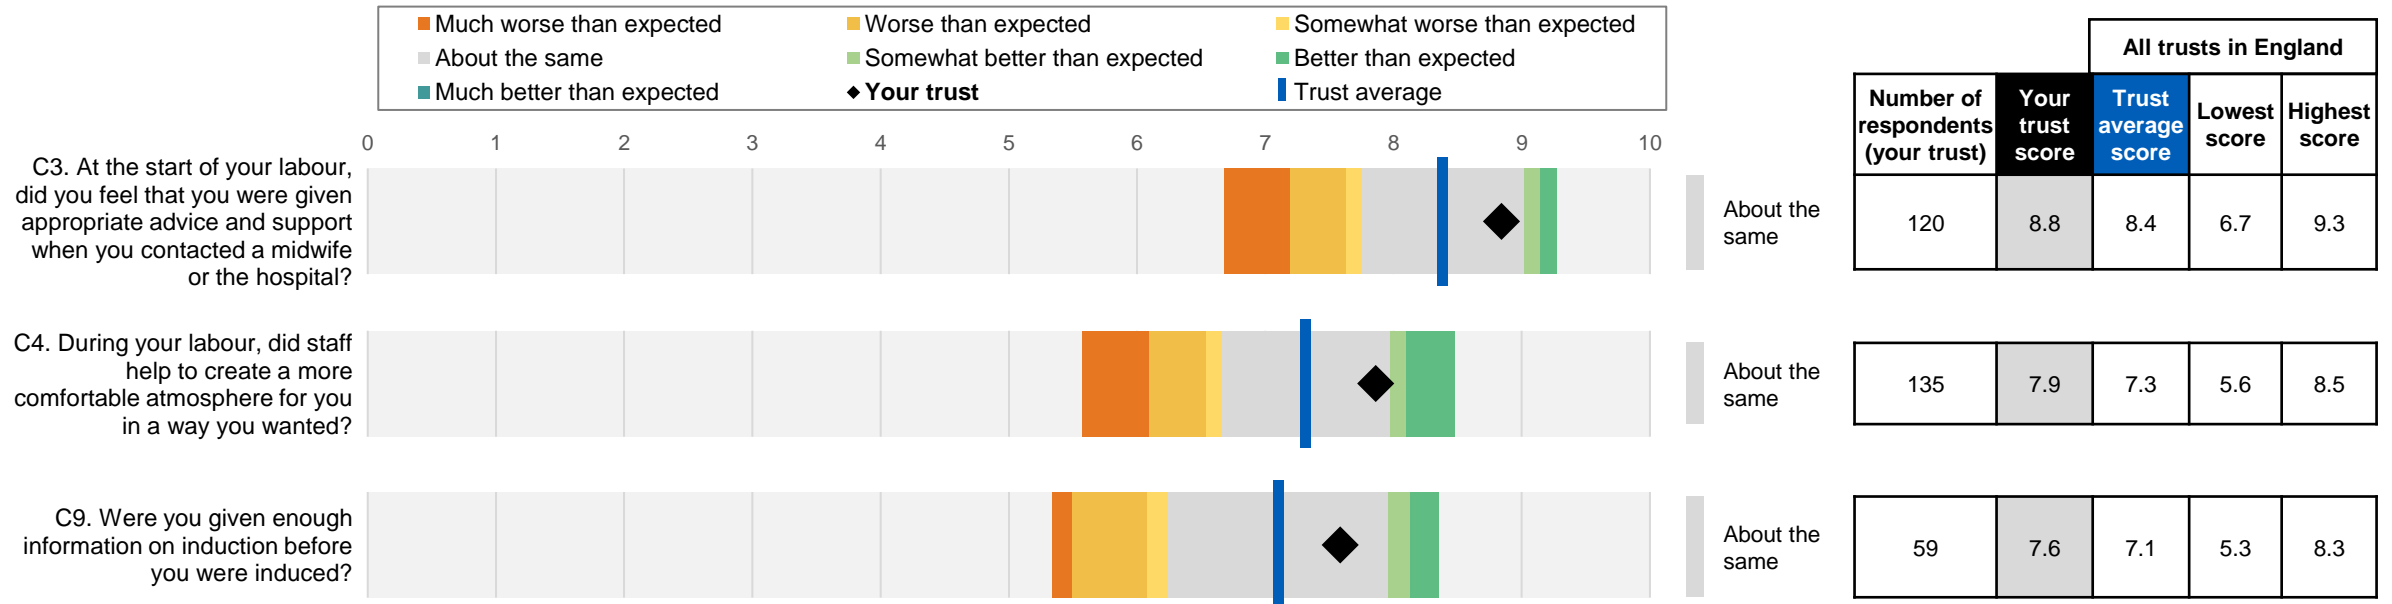 Much worse than expected
Worse than expected
Somewhat worse than expected
About the same
Somewhat better than expected
Better than expected
Much better than expected
Your trust
Trust average
All trusts in England
Number of
respondents
(your trust)
Your
trust
score
Trust
average
score
Lowest
score
Highest
score
0 1 2 3 4 5 6 7 8 9 10
C3. At the start of your labour,
did you feel that you were given
appropriate advice and support
when you contacted a midwife
or the hospital?
About the
same
120 8.8 8.4 6.7 9.3
C4. During your labour, did staff
help to create a more
comfortable atmosphere for you
in a way you wanted?
About the
same
135 7.9 7.3 5.6 8.5
C9. Were you given enough
information on induction before
you were induced?
About the
same
59 7.6 7.1 5.3 8.3